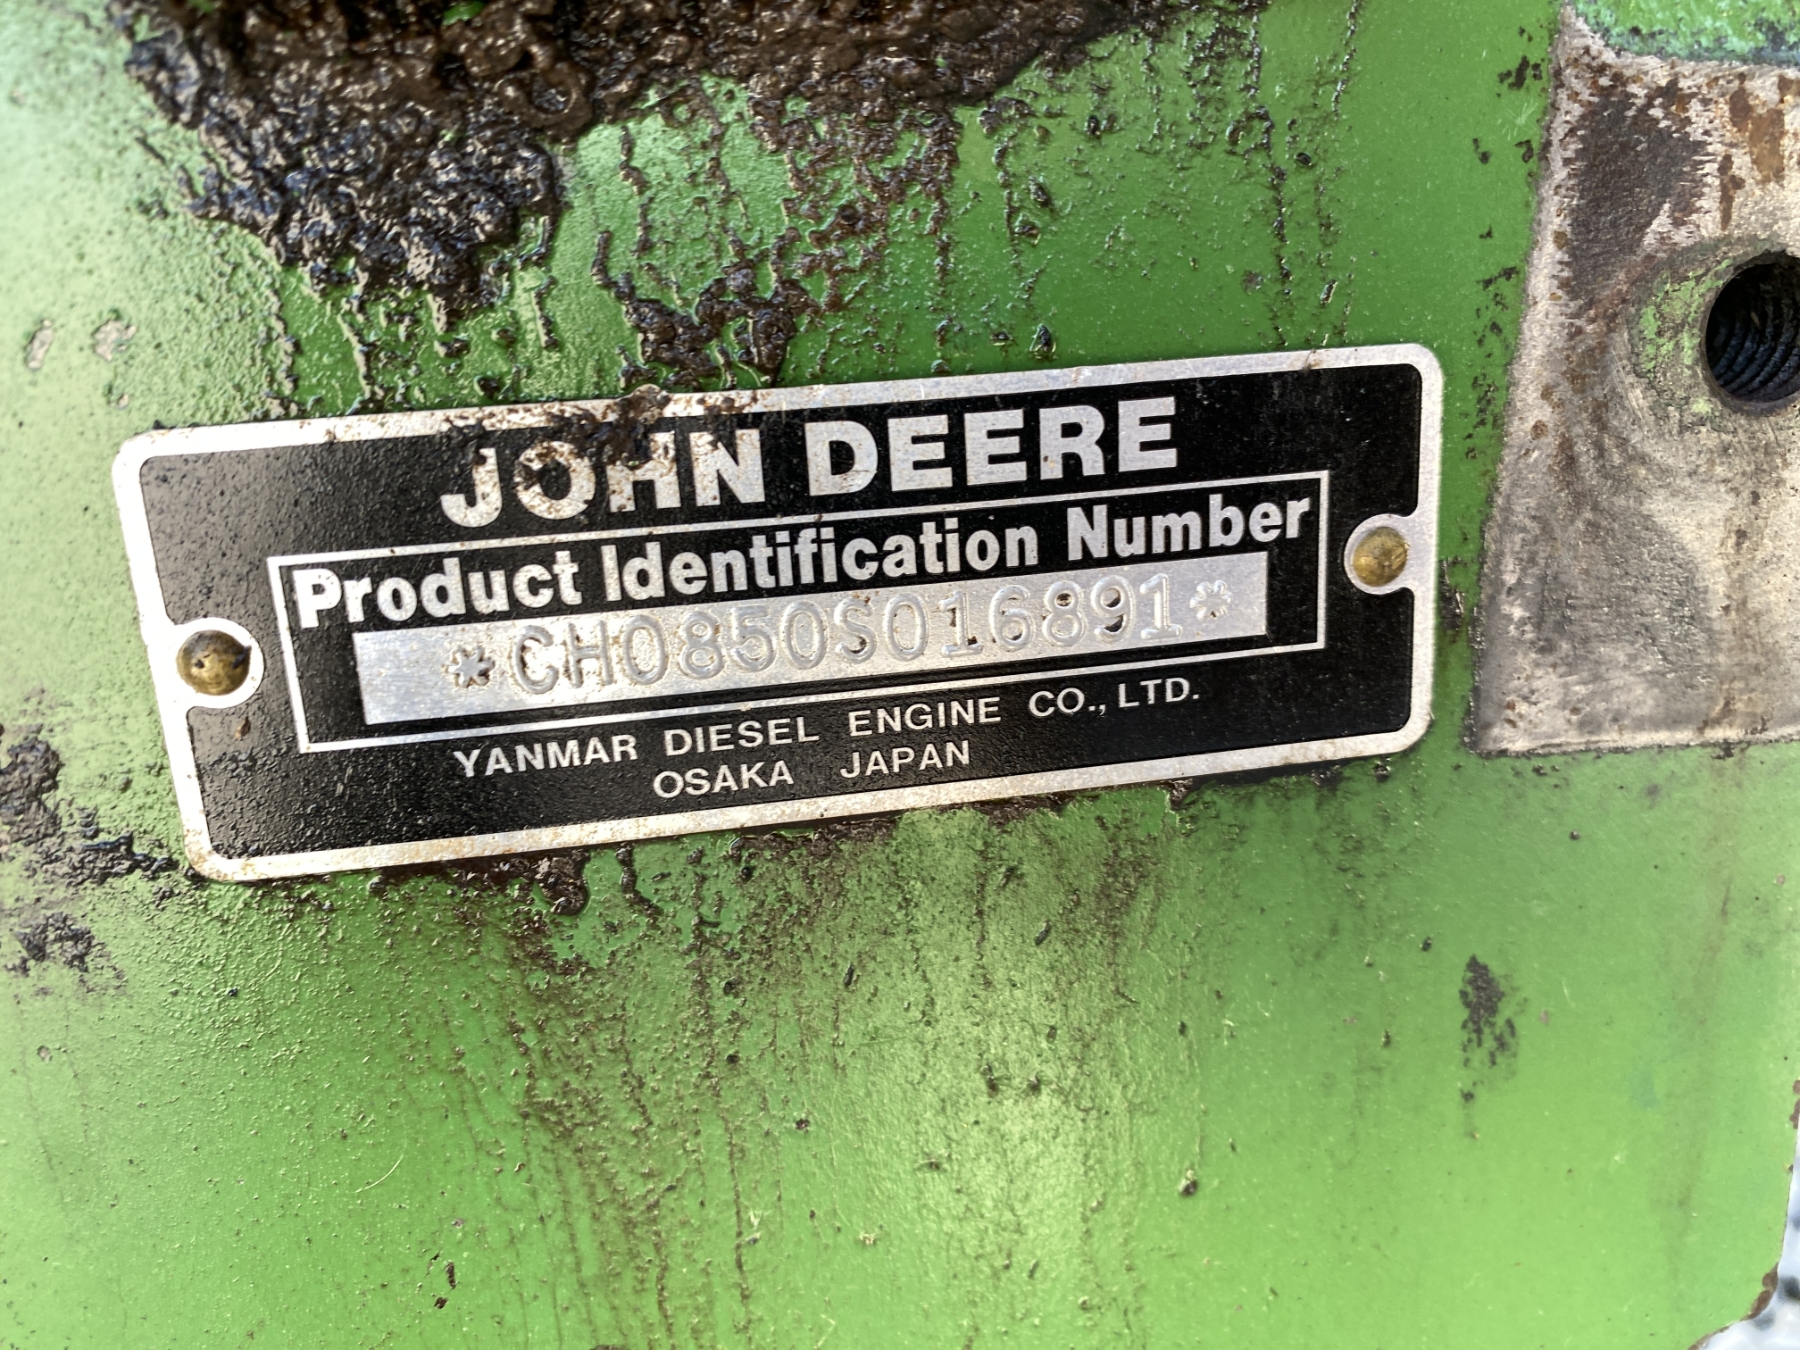 JOHN DEERE
Product Identification Number
*CH0850S016891*
YANMAR DIESEL ENGINE CO., LTD.
OSAKA JAPAN